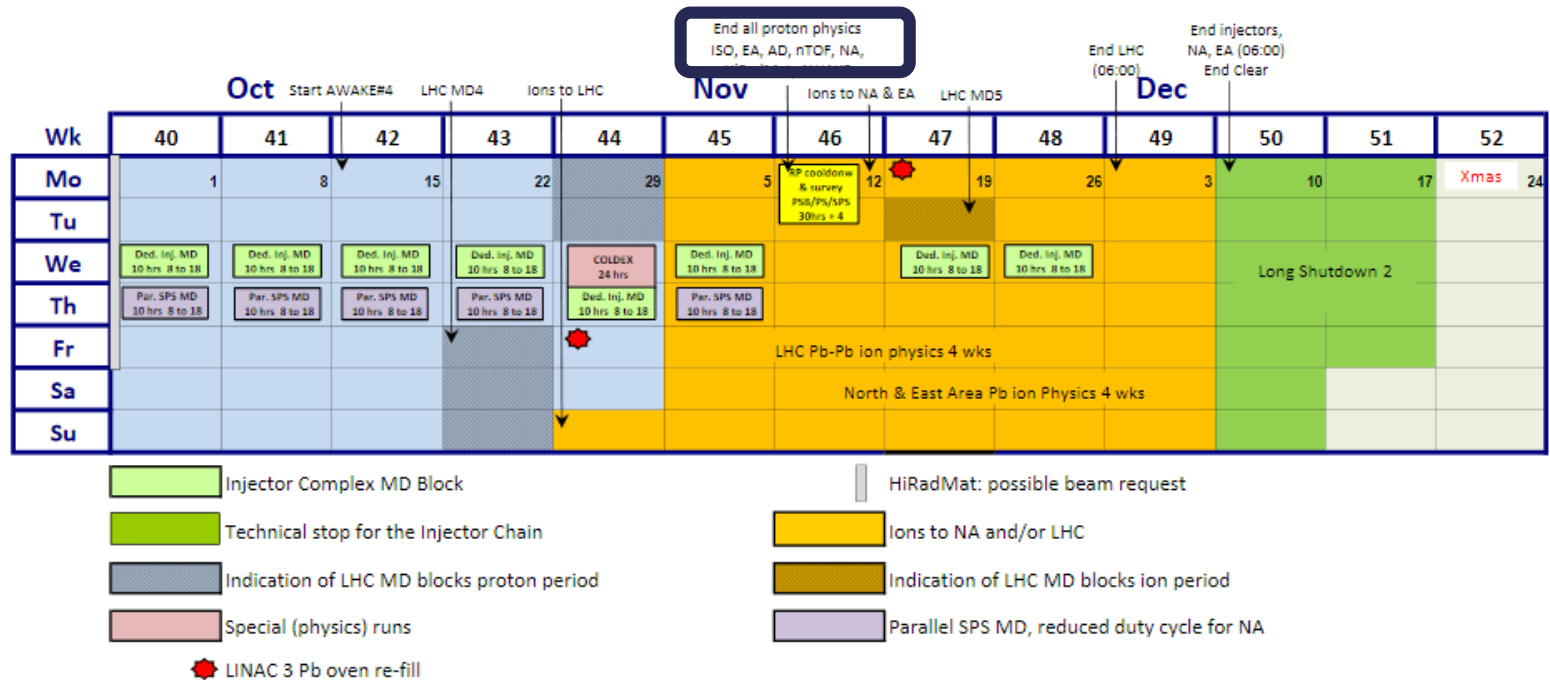 End all proton physics
ISO, EA, AD, nTOF, NA,
End injectors,
NA, EA (06:00)
End Clear
End LHC
(06:00)
Oct
Start AWAKE#4
LHC MD4
Ions to LHC
Nov
Ions to NA & EA
LHC MD5
Dec
Wk 40 41 42 43 44 45 46 47 48 49 50 51 52
Mo 1 8 15 22 29 5 12 19 26 3 10 17 Xmas 24
RP cooldonw
& survey
PSB/PS/SPS
30hrs + 4
Tu
We
Ded. Inj. MD
10 hrs 8 to 18
Ded. Inj. MD
10 hrs 8 to 18
Ded. Inj. MD
10 hrs 8 to 18
Ded. Inj. MD
10 hrs 8 to 18
COLDEX
24 hrs
Ded. Inj. MD
10 hrs 8 to 18
Ded. Inj. MD
10 hrs 8 to 18
Ded. Inj. MD
10 hrs 8 to 18
Long Shutdown 2
Th
Par. SPS MD
10 hrs 8 to 18
Par. SPS MD
10 hrs 8 to 18
Par. SPS MD
10 hrs 8 to 18
Par. SPS MD
10 hrs 8 to 18
Ded. Inj. MD
10 hrs 8 to 18
Par. SPS MD
10 hrs 8 to 18
Fr
LHC Pb-Pb ion physics 4 wks
Sa
North & East Area Pb ion Physics 4 wks
Su
Injector Complex MD Block
HiRadMat: possible beam request
Technical stop for the Injector Chain
Ions to NA and/or LHC
Indication of LHC MD blocks proton period
Indication of LHC MD blocks ion period
Special (physics) runs
Parallel SPS MD, reduced duty cycle for NA
LINAC 3 Pb oven re-fill